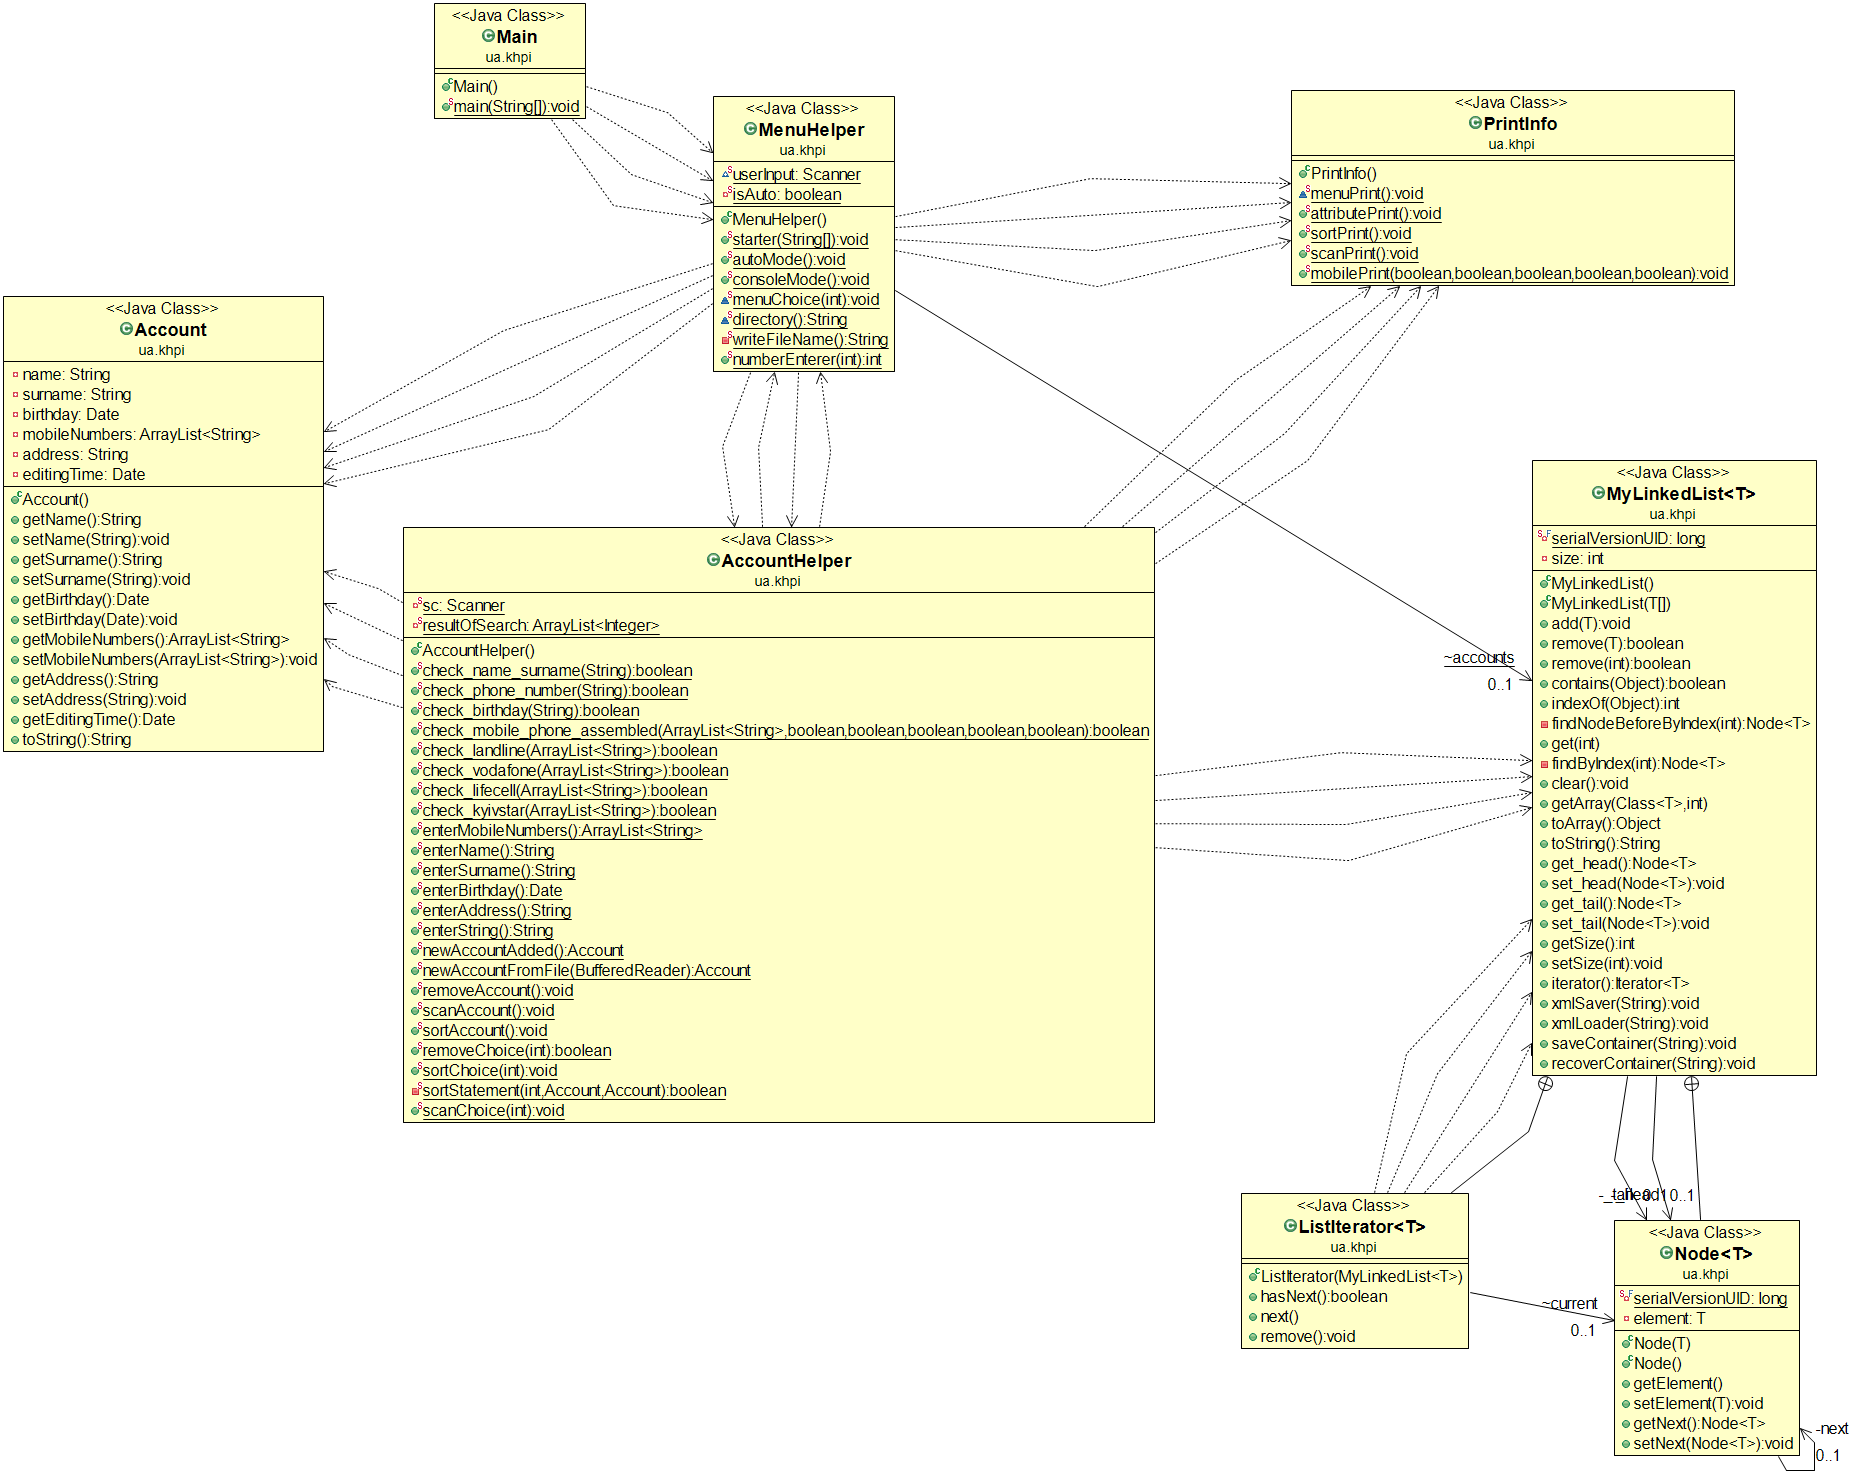 <<Java Class>>
Main
ua.khpi
Main()
main(String[]):void
<<Java Class>>
MenuHelper
ua.khpi
userInput: Scanner
isAuto: boolean
MenuHelper()
starter(String[]):void
autoMode():void
consoleMode():void
menuChoice(int):void
directory():String
writeFileName():String
numberEnterer(int):int
<<Java Class>>
PrintInfo
ua.khpi
PrintInfo()
menuPrint():void
attributePrint():void
sortPrint():void
scanPrint():void
mobilePrint(boolean,boolean,boolean,boolean,boolean):void
<<Java Class>>
Account
ua.khpi
name: String
surname: String
birthday: Date
mobileNumbers: ArrayList<String>
address: String
editingTime: Date
Account()
getName():String
setName(String):void
getSurname():String
setSurname(String):void
getBirthday():Date
setBirthday(Date):void
getMobileNumbers():ArrayList<String>
setMobileNumbers(ArrayList<String>):void
getAddress():String
setAddress(String):void
getEditingTime():Date
toString():String
<<Java Class>>
AccountHelper
ua.khpi
sc: Scanner
resultOfSearch: ArrayList<Integer>
AccountHelper()
check_name_surname(String):boolean
check_phone_number(String):boolean
check_birthday(String):boolean
check_mobile_phone_assembled(ArrayList<String>,boolean,boolean,boolean,boolean,boolean):boolean
check_landline(ArrayList<String>):boolean
check_vodafone(ArrayList<String>):boolean
check_lifecell(ArrayList<String>):boolean
check_kyivstar(ArrayList<String>):boolean
enterMobileNumbers():ArrayList<String>
enterName():String
enterSurname():String
enterBirthday():Date
enterAddress():String
enterString():String
newAccountAdded():Account
newAccountFromFile(BufferedReader):Account
removeAccount():void
scanAccount():void
sortAccount():void
removeChoice(int):boolean
sortChoice(int):void
sortStatement(int,Account,Account):boolean
scanChoice(int):void
~accounts
0..1
<<Java Class>>
MyLinkedList<T>
ua.khpi
serialVersionUID: long
size: int
MyLinkedList()
MyLinkedList(T[])
add(T):void
remove(T):boolean
remove(int):boolean
contains(Object):boolean
indexOf(Object):int
findNodeBeforeByIndex(int):Node<T>
get(int)
findByIndex(int):Node<T>
clear():void
getArray(Class<T>,int)
toArray():Object
toString():String
get_head():Node<T>
set_head(Node<T>):void
get_tail():Node<T>
set_tail(Node<T>):void
getSize():int
setSize(int):void
iterator():Iterator<T>
xmlSaver(String):void
xmlLoader(String):void
saveContainer(String):void
recoverContainer(String):void
0..1
<<Java Class>>
ListIterator<T>
ua.khpi
ListIterator(MyLinkedList<T>)
hasNext():boolean
next()
remove():void
~current
0..1
<<Java Class>>
Node<T>
ua.khpi
serialVersionUID: long
element: T
Node(T)
Node()
getElement()
setElement(T):void
getNext():Node<T>
setNext(Node<T>):void
-next
0..1